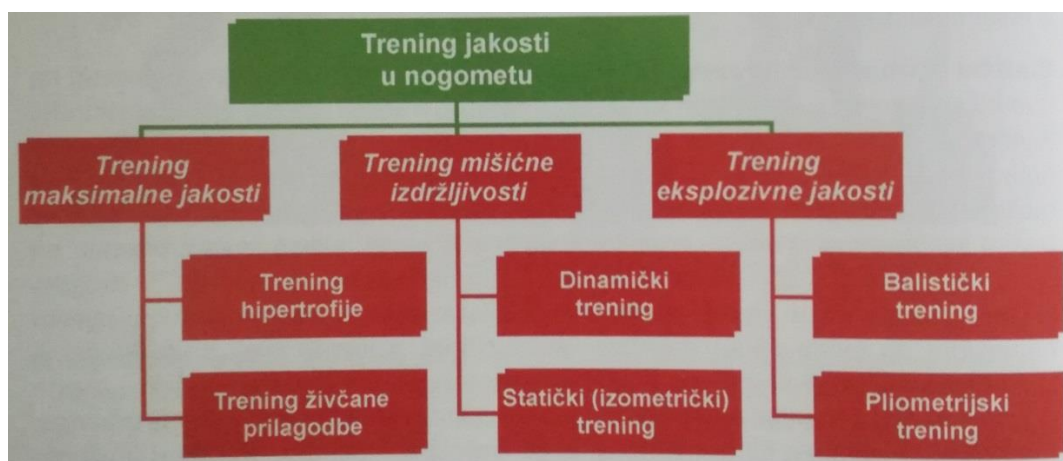 Trening jakosti
u nogometu
Trening
maksimalne jakosti
Trening mišićne
izdržljivosti
Trening
eksplozivne jakosti
Trening
hipertrofije
Dinamički
trening
Balistički
trening
Trening živčane
prilagodbe
Statički (izometrički)
trening
Pliometrijski
trening